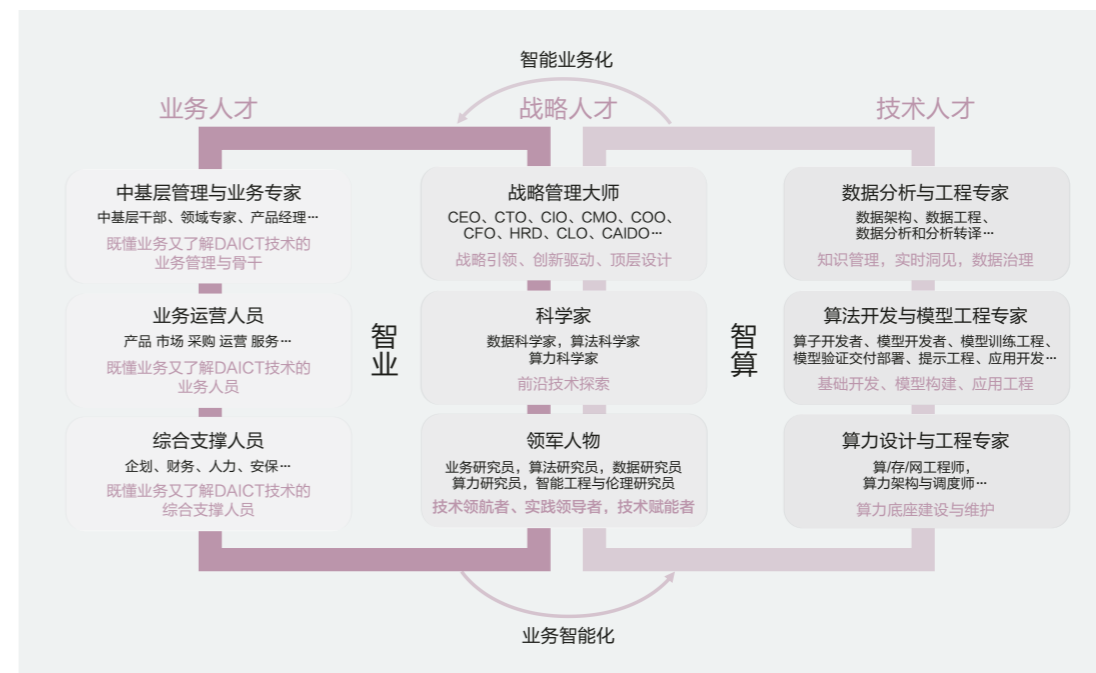 智能业务化
业务人才
战略人才
技术人才
中基层管理与业务专家
中基层干部、领域专家、产品经理…
既懂业务又了解DAICT技术的
业务管理与骨干
业务运营人员
产品 市场 采购 运营 服务…
既懂业务又了解DAICT技术的
业务人员
综合支撑人员
企划、财务、人力、安保…
既懂业务又了解DAICT技术的
综合支撑人员
智业
战略管理大师
CEO、CTO、CIO、CMO、COO、
CFO、HRD、CLO、CAIDO…
战略引领、创新驱动、顶层设计
科学家
数据科学家，算法科学家
算力科学家
前沿技术探索
领军人物
业务研究员，算法研究员，数据研究员
算力研究员，智能工程与伦理研究员
技术领航者、实践领导者，技术赋能者
智算
数据分析与工程专家
数据架构、数据工程、
数据分析和分析转译…
知识管理，实时洞见，数据治理
算法开发与模型工程专家
算子开发者、模型开发者、模型训练工程、
模型验证交付部署、提示工程、应用开发…
基础开发、模型构建、应用工程
算力设计与工程专家
算/存/网工程师，
算力架构与调度师…
算力底座建设与维护
业务智能化